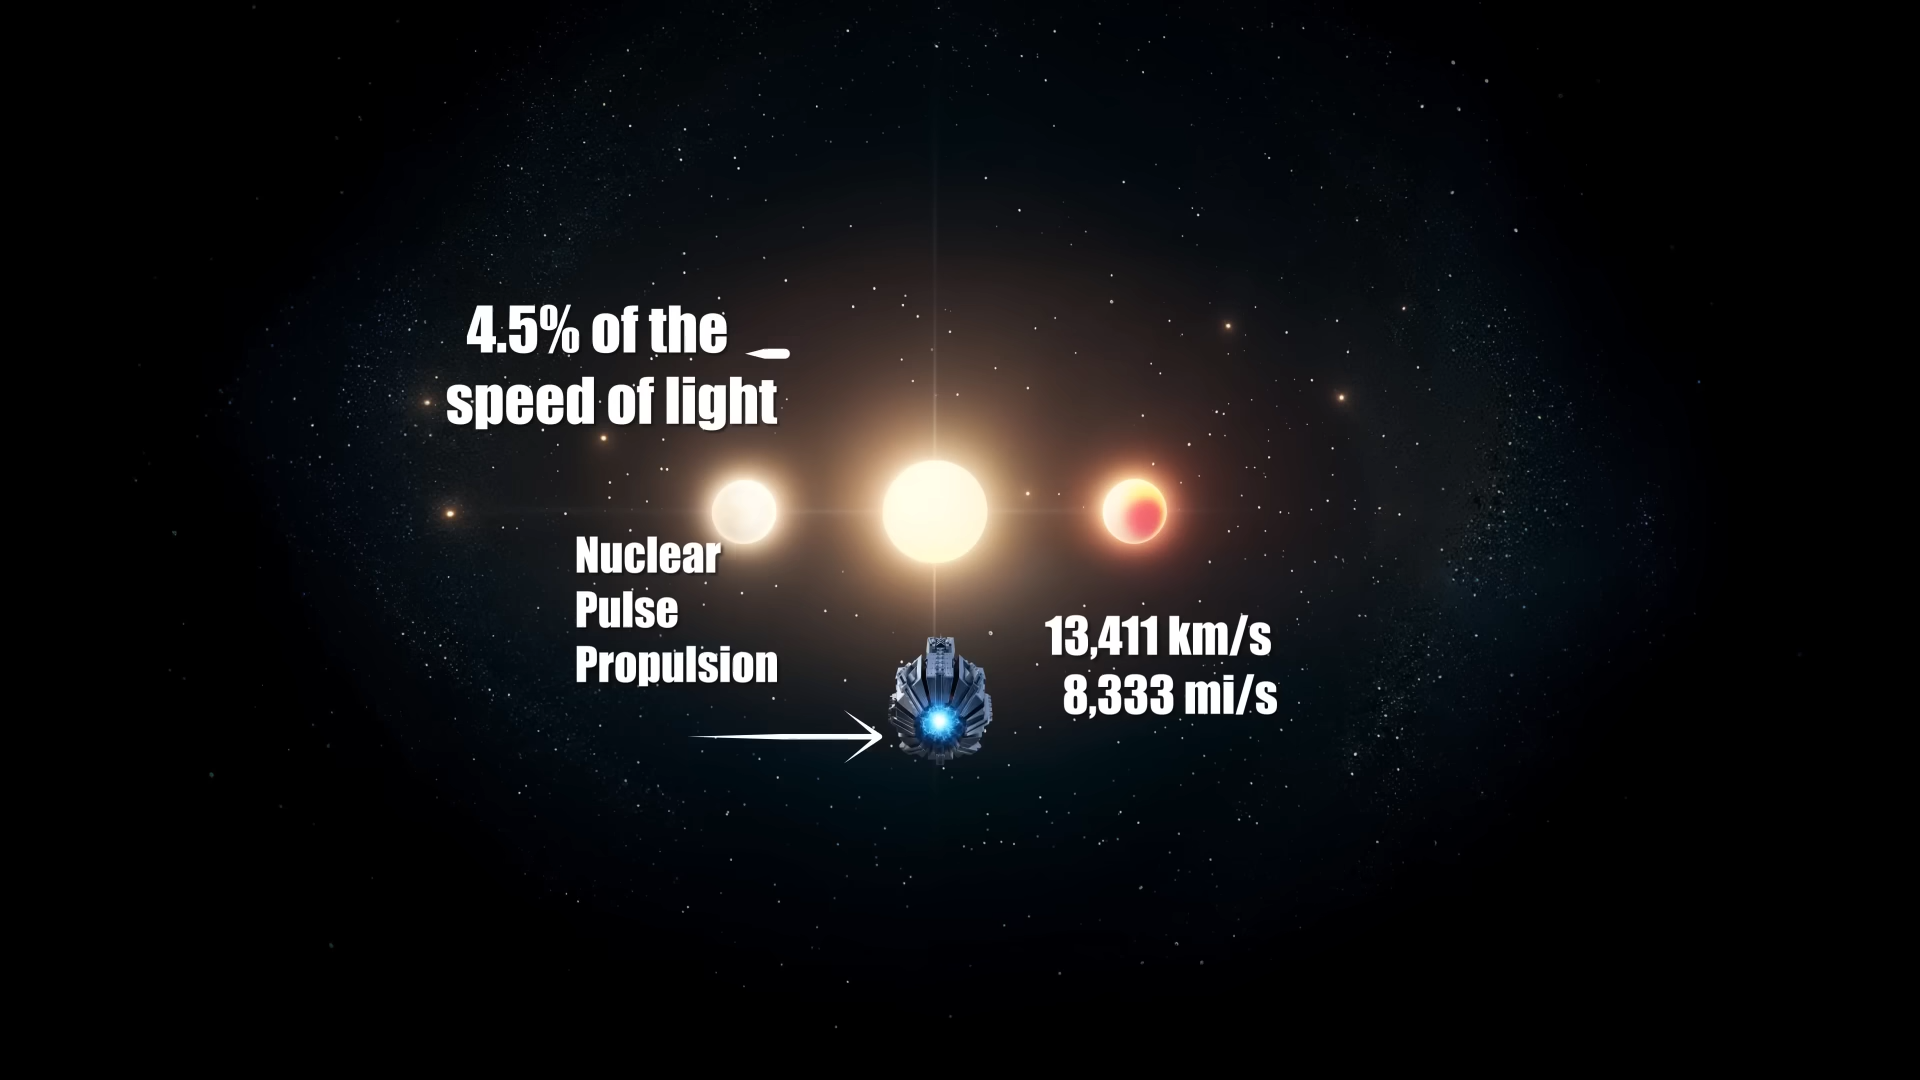 4.5% of the
speed of light
Nuclear
Pulse
Propulsion
13,411 km/s
8,333 mi/s